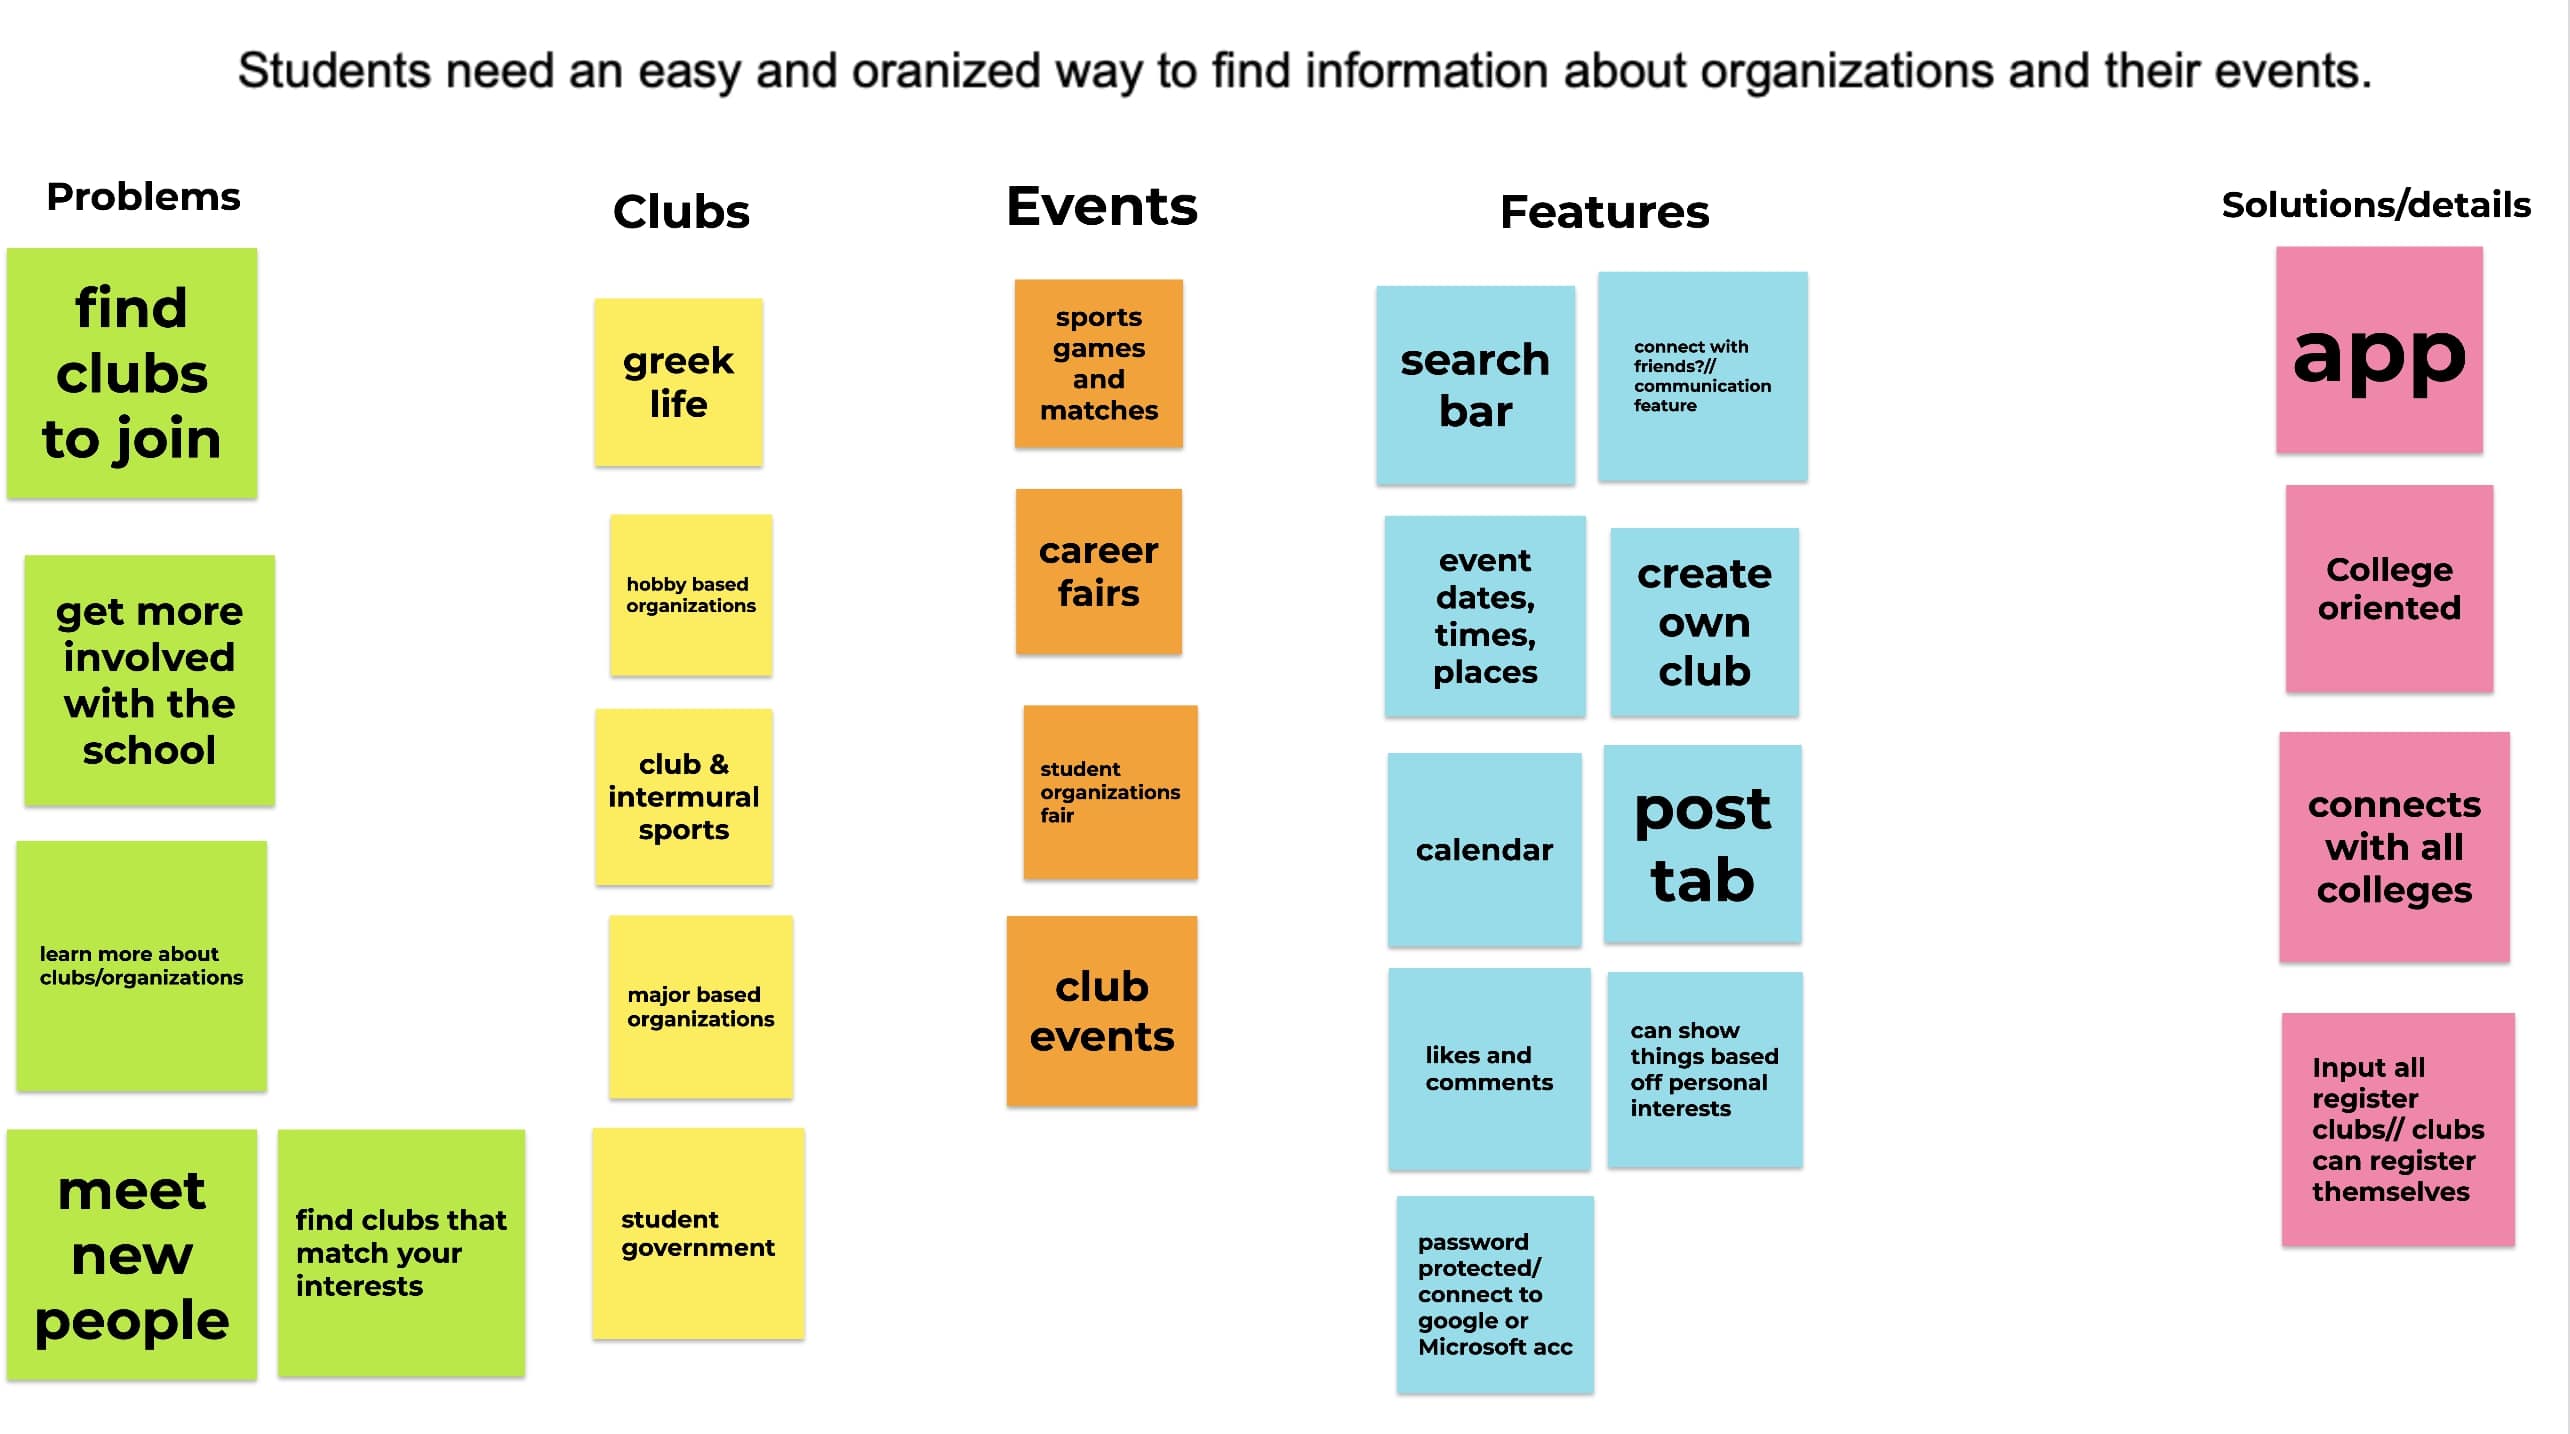 Students need an easy and oranized way to find information about organizations and their events.
Problems
find
clubs
to join
get more
involved
with the
school
learn more about
clubs/organizations
meet
new
people
find clubs that
match your
interests
Clubs
greek
life
hobby based
organizations
club &
intermural
sports
major based
organizations
student
government
Events
sports
games
and
matches
career
fairs
student
organizations
fair
club
events
Features
search
bar
connect with
friends?//
communication
feature
event
dates,
times,
places
create
own
club
calendar
post
tab
likes and
comments
can show
things based
off personal
interests
password
protected/
connect to
google or
Microsoft acc
Solutions/details
app
College
oriented
connects
with all
colleges
Input all
register
clubs// clubs
can register
themselves